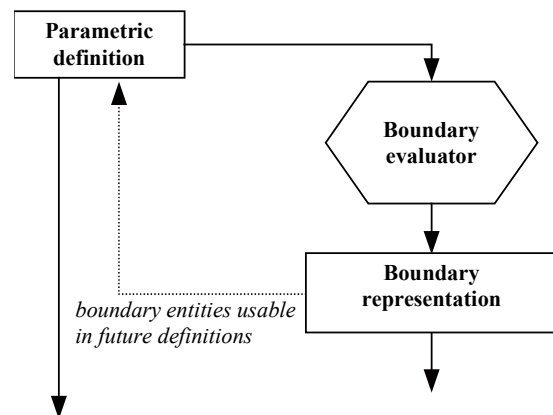 Parametric
definition
Boundary
evaluator
Boundary
representation
boundary entities usable
in future definitions